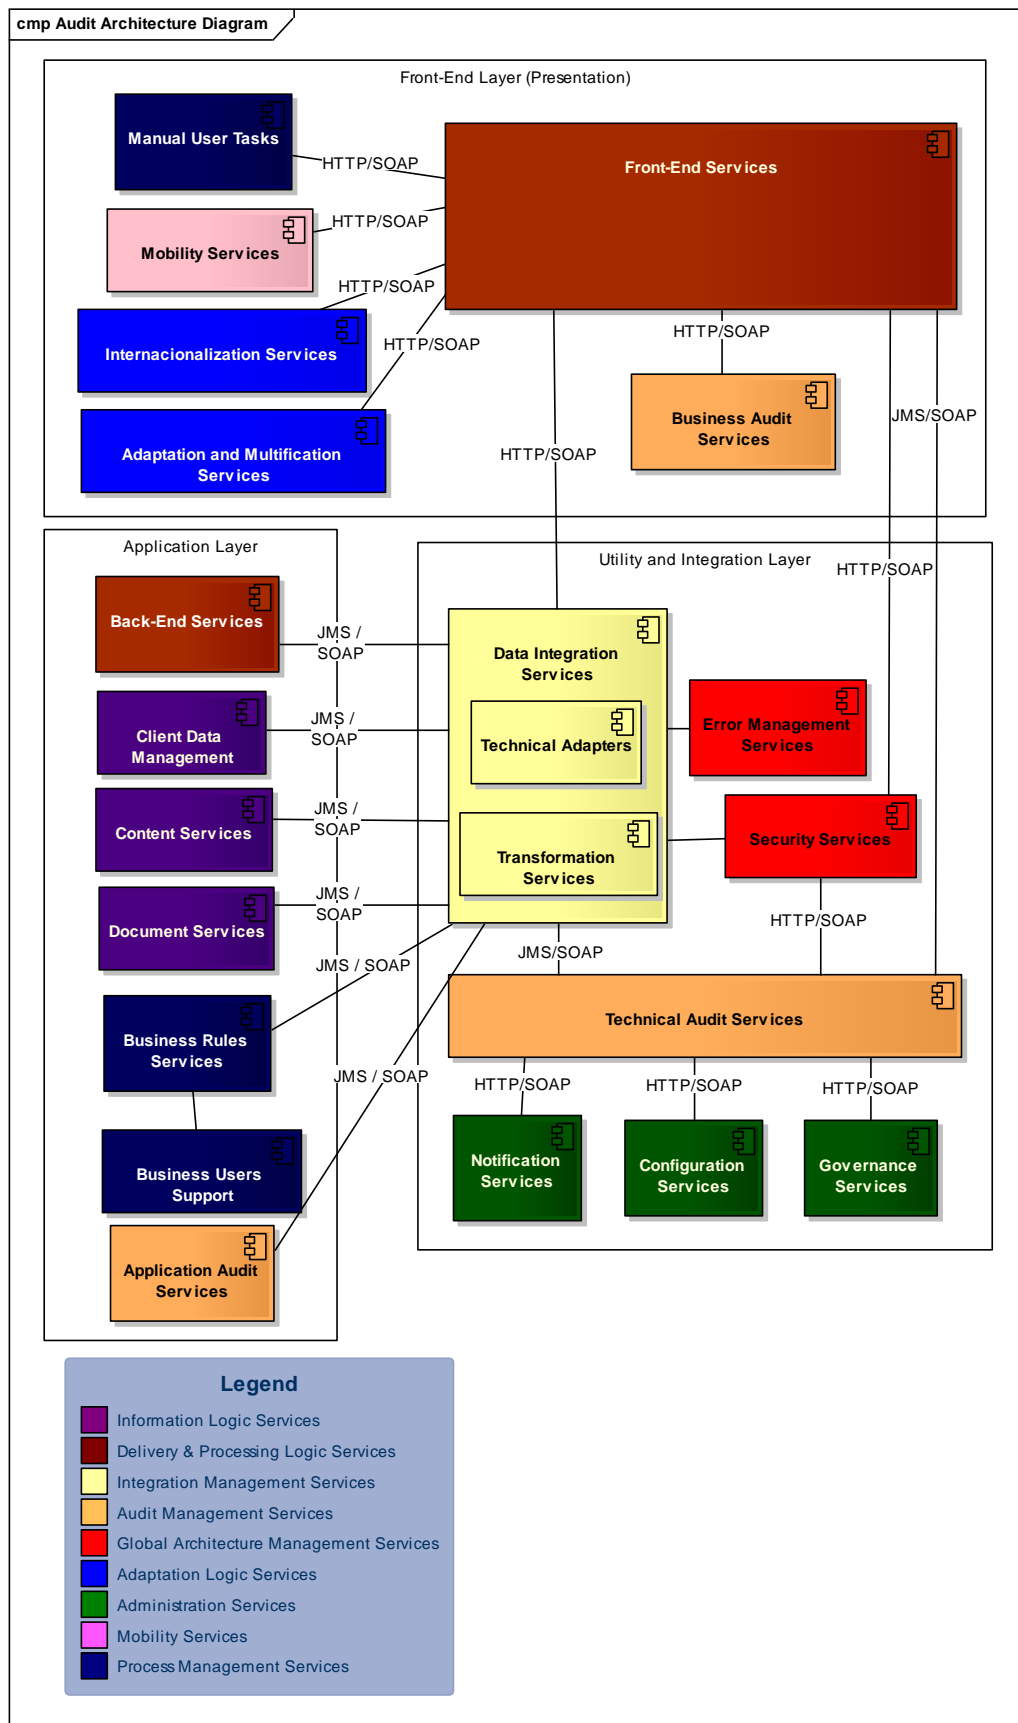 cmp Audit Architecture Diagram
Front-End Layer (Presentation)
Manual User Tasks
HTTP/SOAP
Front-End Services
Mobility Services
HTTP/SOAP
HTTP/SOAP
Internacionalization Services
HTTP/SOAP
HTTP/SOAP
Adaptation and Multification
Services
Business Audit
Services
JMS/SOAP
HTTP/SOAP
Application Layer
Utility and Integration Layer
HTTP/SOAP
Back-End Services
JMS /
SOAP
Data Integration
Services
Client Data
Management
JMS /
SOAP
Technical Adapters
Error Management
Services
Content Services
JMS /
SOAP
Transformation
Services
Security Services
Document Services
JMS /
SOAP
HTTP/SOAP
JMS / SOAP
JMS/SOAP
Technical Audit Services
Business Rules
Services
JMS / SOAP
HTTP/SOAP
HTTP/SOAP
HTTP/SOAP
Business Users
Support
Notification
Services
Configuration
Services
Governance
Services
Application Audit
Services
Legend
Information Logic Services
Delivery & Processing Logic Services
Integration Management Services
Audit Management Services
Global Architecture Management Services
Adaptation Logic Services
Administration Services
Mobility Services
Process Management Services